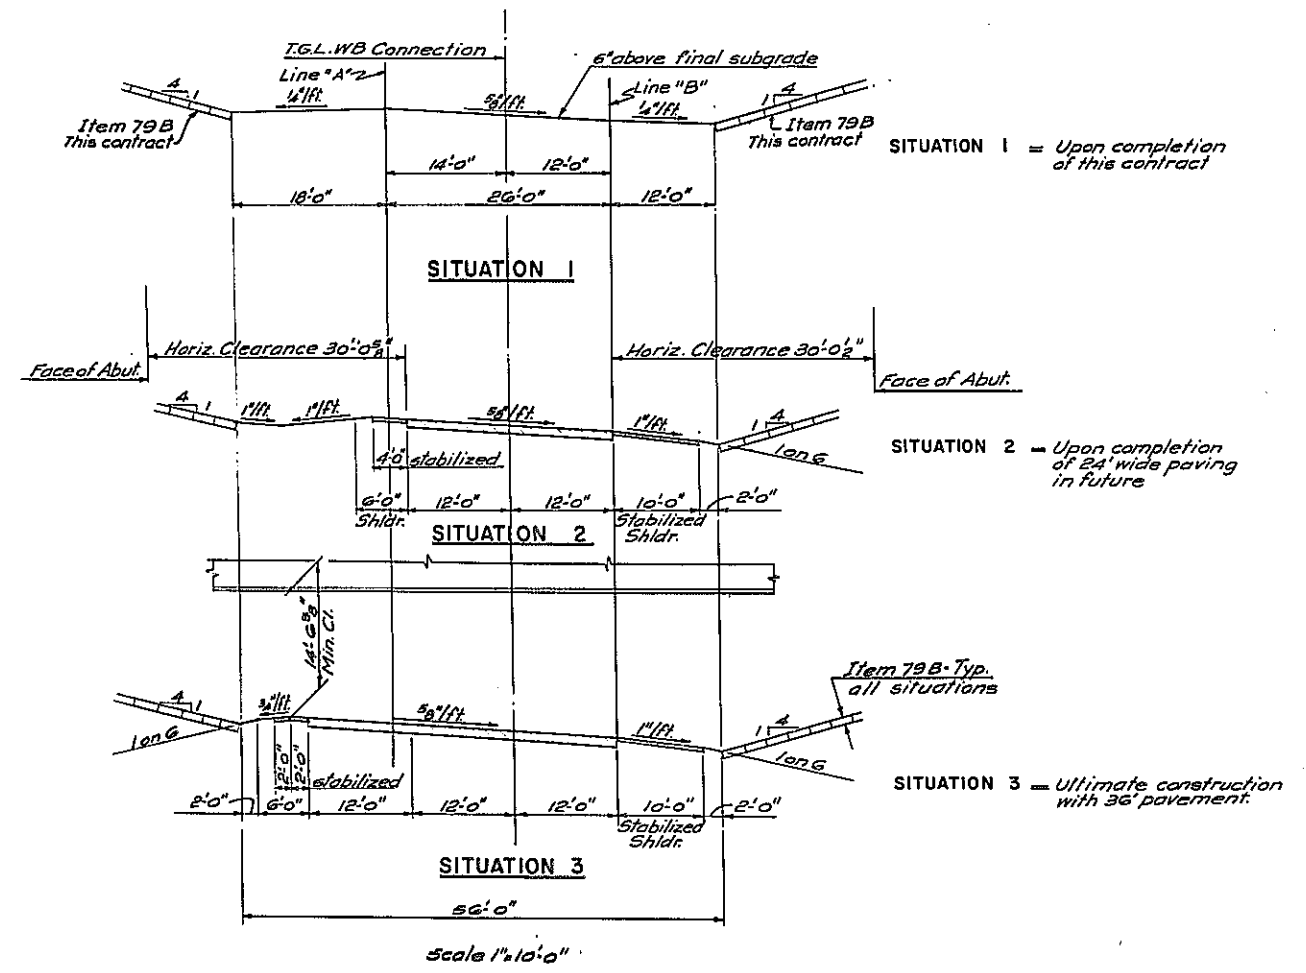 T.G.L. WB Connection
6" above final subgrade
Line "A"
Line "B"
4
1
1/4"/ft.
5/8"/ft.
1/4"/ft.
1
4
Item 79B
This contract
Item 79B
This contract
SITUATION 1 = Upon completion
of this contract
14'-0"
12'-0"
18'-0"
26'-0"
12'-0"
SITUATION 1
Horiz. Clearance 30'-0 5/8"
Horiz. Clearance 30'-0 1/2"
Face of Abut.
Face of Abut.
4
1
1"/ft.
1"/ft.
5/8"/ft.
1"/ft.
1
4
1 on 6
SITUATION 2 = Upon completion
of 24' wide paving
in future
4'-0" stabilized
6'-0"
Shldr.
12'-0"
12'-0"
10'-0"
Stabilized
Shldr.
2'-0"
SITUATION 2
14'-6 5/8"
Min. Cl.
Item 79B-Typ.
all situations
4
1
3/4"/ft.
5/8"/ft.
1"/ft.
1
4
1 on 6
1 on 6
2'-0"
2'-0"
stabilized
SITUATION 3 = Ultimate construction
with 36' pavement.
2'-0"
6'-0"
12'-0"
12'-0"
12'-0"
10'-0"
Stabilized
Shldr.
2'-0"
SITUATION 3
56'-0"
Scale 1"=10'-0"